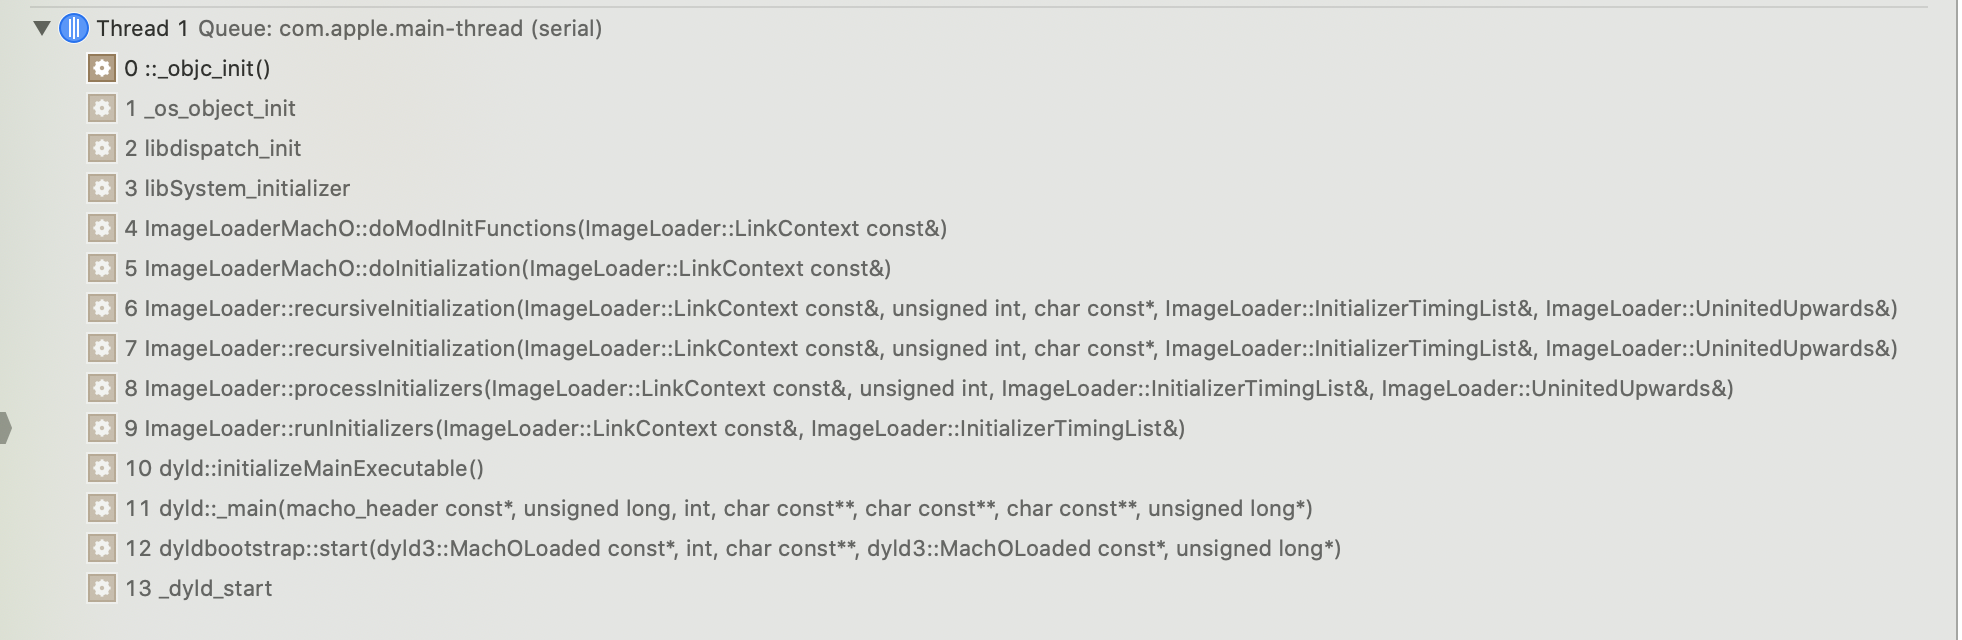 Thread 1 Queue: com.apple.main-thread (serial)
0 ::_objc_init()
1 _os_object_init
2 libdispatch_init
3 libSystem_initializer
4 ImageLoaderMachO::doModInitFunctions(ImageLoader::LinkContext const&)
5 ImageLoaderMachO::doInitialization(ImageLoader::LinkContext const&)
6 ImageLoader::recursiveInitialization(ImageLoader::LinkContext const&, unsigned int, char const*, ImageLoader::InitializerTimingList&, ImageLoader::UninitedUpwards&)
7 ImageLoader::recursiveInitialization(ImageLoader::LinkContext const&, unsigned int, char const*, ImageLoader::InitializerTimingList&, ImageLoader::UninitedUpwards&)
8 ImageLoader::processInitializers(ImageLoader::LinkContext const&, unsigned int, ImageLoader::InitializerTimingList&, ImageLoader::UninitedUpwards&)
9 ImageLoader::runInitializers(ImageLoader::LinkContext const&, ImageLoader::InitializerTimingList&)
10 dyld::initializeMainExecutable()
11 dyld::_main(macho_header const*, unsigned long, int, char const**, char const**, char const**, unsigned long*)
12 dyldbootstrap::start(dyld3::MachOLoaded const*, int, char const**, dyld3::MachOLoaded const*, unsigned long*)
13 _dyld_start